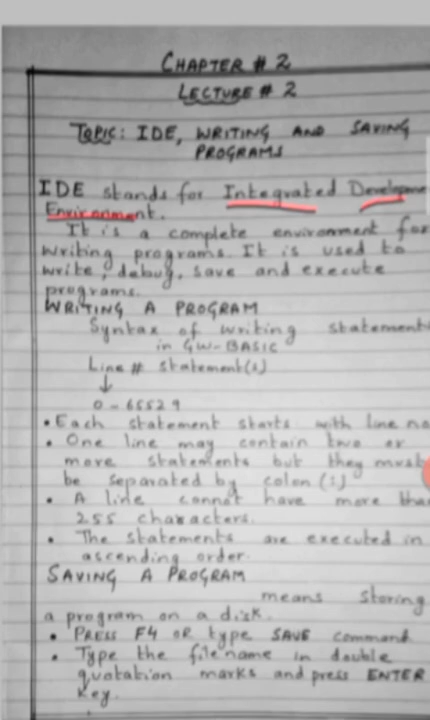 CHAPTER # 2
LECTURE # 2
TOPIC: IDE, WRITING AND SAVING
PROGRAMS
IDE stands for Integrated Developme
Environment.
It is a complete environment for
writing programs. It is used to
write, debug, save and execute
programs.
WRITING A PROGRAM
Syntax of writing statement
in GW-BASIC
Line # Statement(s)
↓
0 - 65529
• Each statement starts with line no
• One line may contain two or
more statements but they must
be separated by colon (:)
• A line cannot have more tha
255 characters.
• The statements are executed in
ascending order.
SAVING A PROGRAM
means storing
a program on a disk.
• PRESS F4 OR type SAVE command
• Type the filename in double
quotation marks and press ENTER
key.